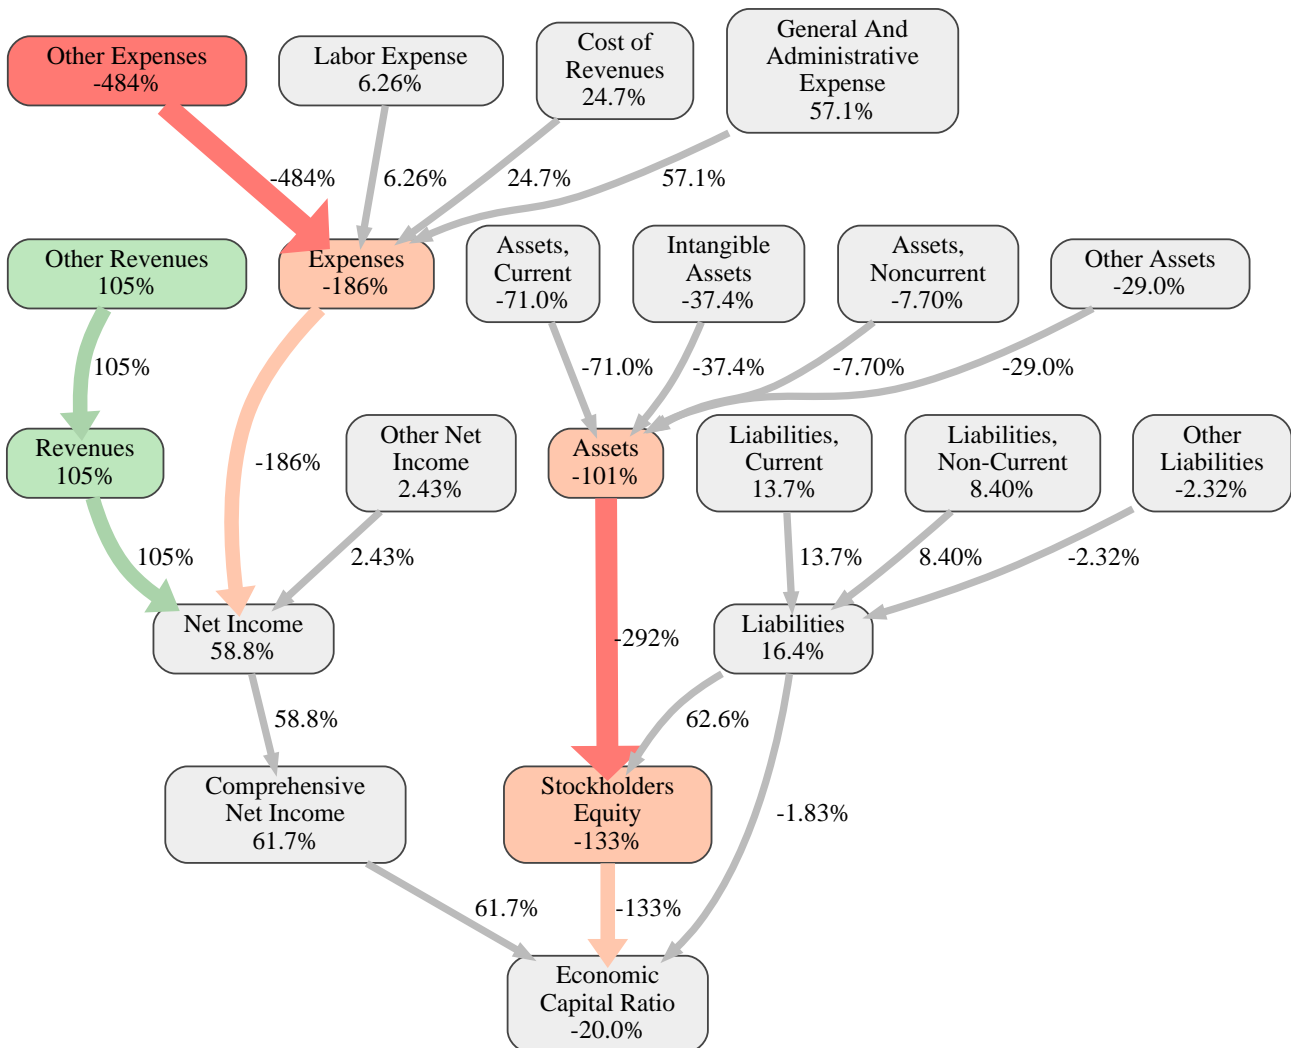 Other Expenses
-484%
Labor Expense
6.26%
Cost of
Revenues
24.7%
General And
Administrative
Expense
57.1%
-484%
6.26%
24.7%
57.1%
Other Revenues
105%
Expenses
-186%
Assets,
Current
-71.0%
Intangible
Assets
-37.4%
Assets,
Noncurrent
-7.70%
Other Assets
-29.0%
105%
-71.0%
-37.4%
-7.70%
-29.0%
Revenues
105%
-186%
Other Net
Income
2.43%
Assets
-101%
Liabilities,
Current
13.7%
Liabilities,
Non-Current
8.40%
Other
Liabilities
-2.32%
105%
2.43%
13.7%
8.40%
-2.32%
Net Income
58.8%
-292%
Liabilities
16.4%
58.8%
62.6%
Comprehensive
Net Income
61.7%
Stockholders
Equity
-133%
-1.83%
61.7%
-133%
Economic
Capital Ratio
-20.0%